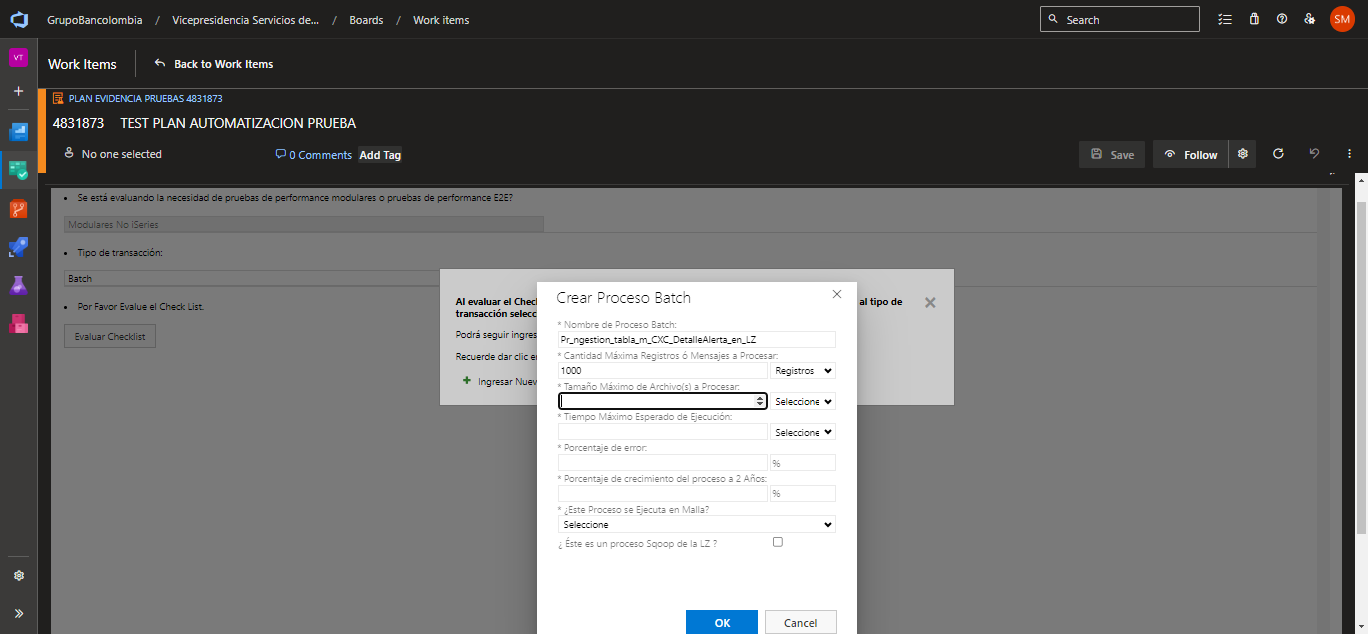 GrupoBancolombia / Vicepresidencia Servicios de... / Boards / Work items
Search
SM
VT
Work Items
Back to Work Items
PLAN EVIDENCIA PRUEBAS 4831873
4831873 TEST PLAN AUTOMATIZACION PRUEBA
No one selected
0 Comments
Add Tag
Save
Follow
Se está evaluando la necesidad de pruebas de performance modulares o pruebas de performance E2E?
Modulares No ISeries
Tipo de transacción:
Batch
Por Favor Evalue el Check List.
Evaluar Checklist
Al evaluar el Chec
al tipo de
transacción selecc
Podrá seguir ingres
Recuerde dar clic e
Ingresar Nuev
Crear Proceso Batch
* Nombre de Proceso Batch:
Pr_ngestion_tabla_m_CXC_DetalleAlerta_en_LZ
* Cantidad Máxima Registros ó Mensajes a Procesar:
1000
Registros
* Tamaño Máximo de Archivo(s) a Procesar:
Seleccione
* Tiempo Máximo Esperado de Ejecución:
Seleccione
* Porcentaje de error:
%
* Porcentaje de crecimiento del proceso a 2 Años:
%
* ¿Este Proceso se Ejecuta en Malla?
Seleccione
¿ Éste es un proceso Sqoop de la LZ ?
OK
Cancel